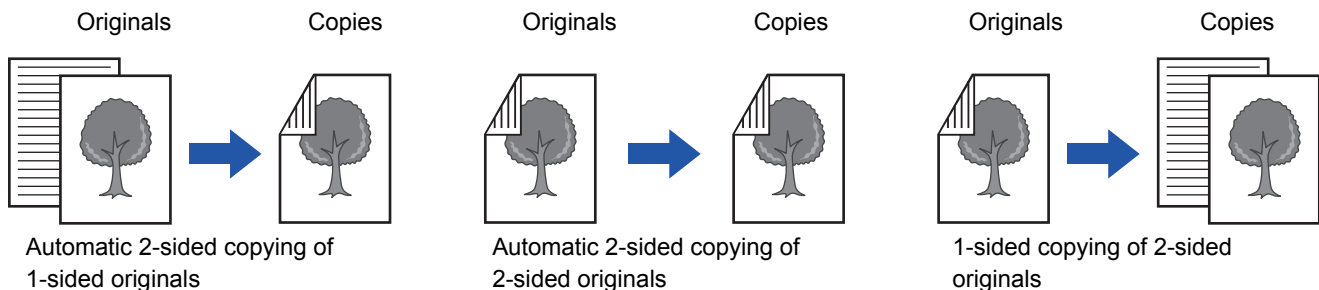 Originals Copies Originals Copies Originals Copies
Automatic 2-sided copying of
1-sided originals
Automatic 2-sided copying of
2-sided originals
1-sided copying of 2-sided
originals